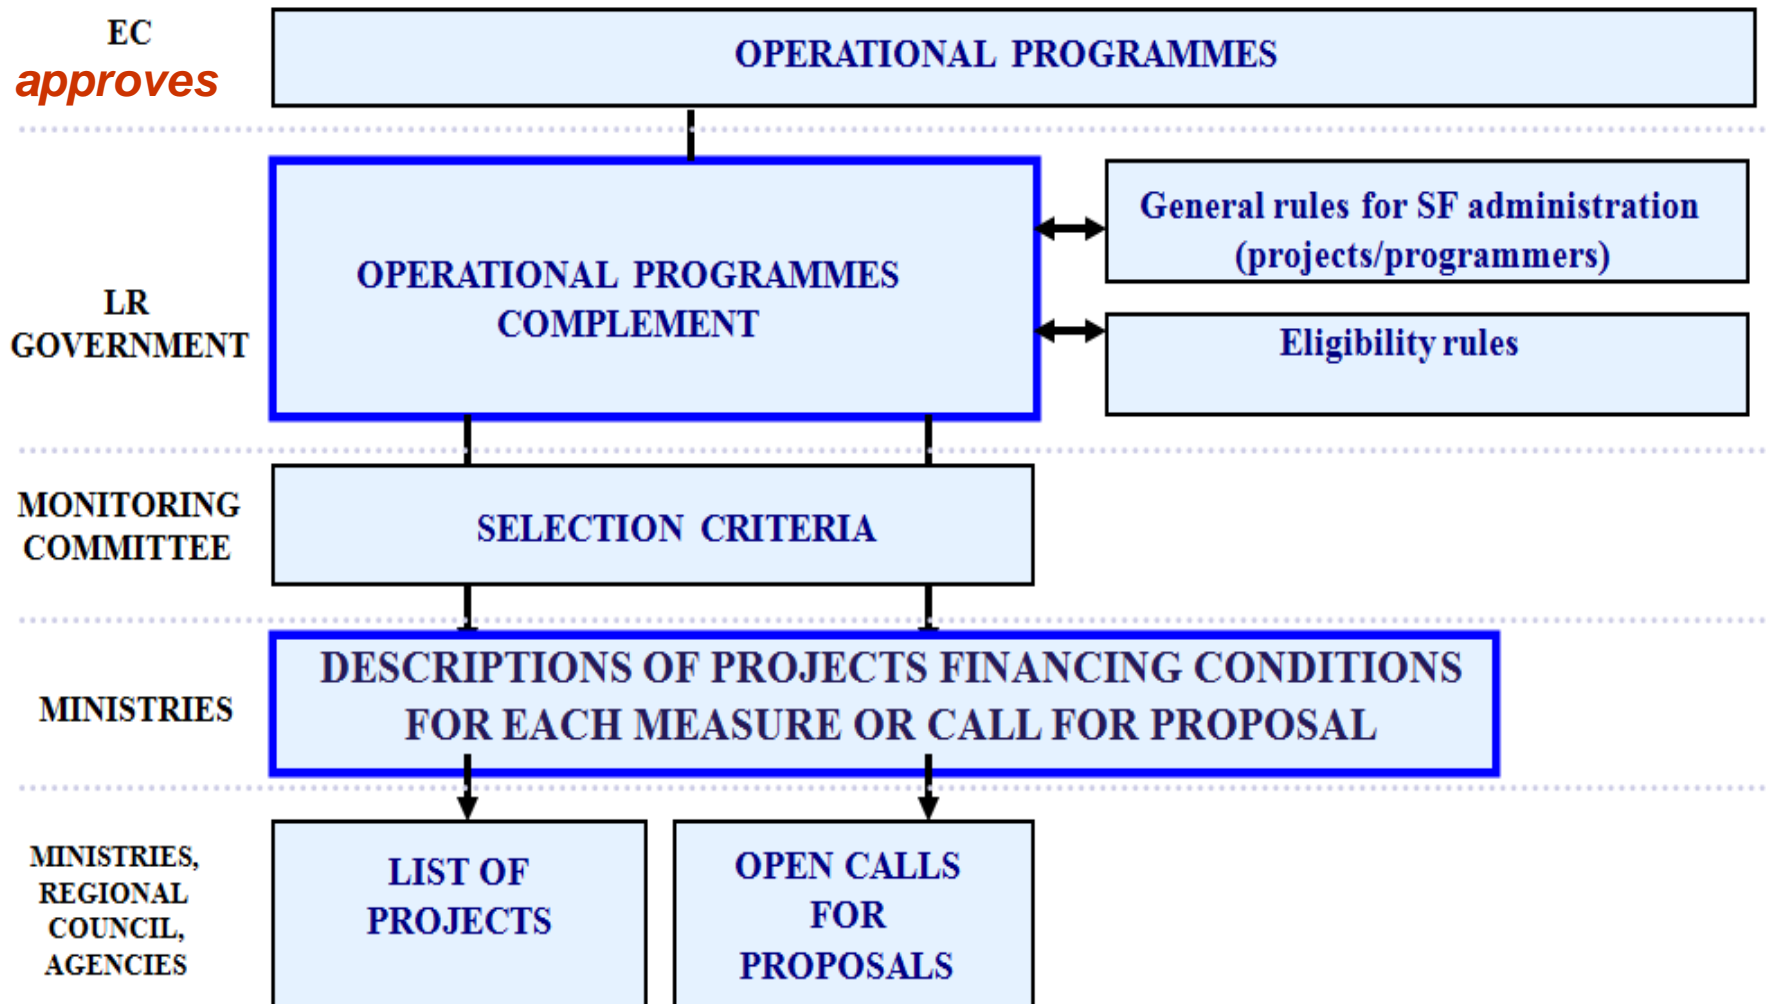 EC
approves
OPERATIONAL PROGRAMMES
LR
GOVERNMENT
OPERATIONAL PROGRAMMES
COMPLEMENT
General rules for SF administration
(projects/programmers)
Eligibility rules
MONITORING
COMMITTEE
SELECTION CRITERIA
MINISTRIES
DESCRIPTIONS OF PROJECTS FINANCING CONDITIONS
FOR EACH MEASURE OR CALL FOR PROPOSAL
MINISTRIES,
REGIONAL
COUNCIL,
AGENCIES
LIST OF
PROJECTS
OPEN CALLS
FOR
PROPOSALS